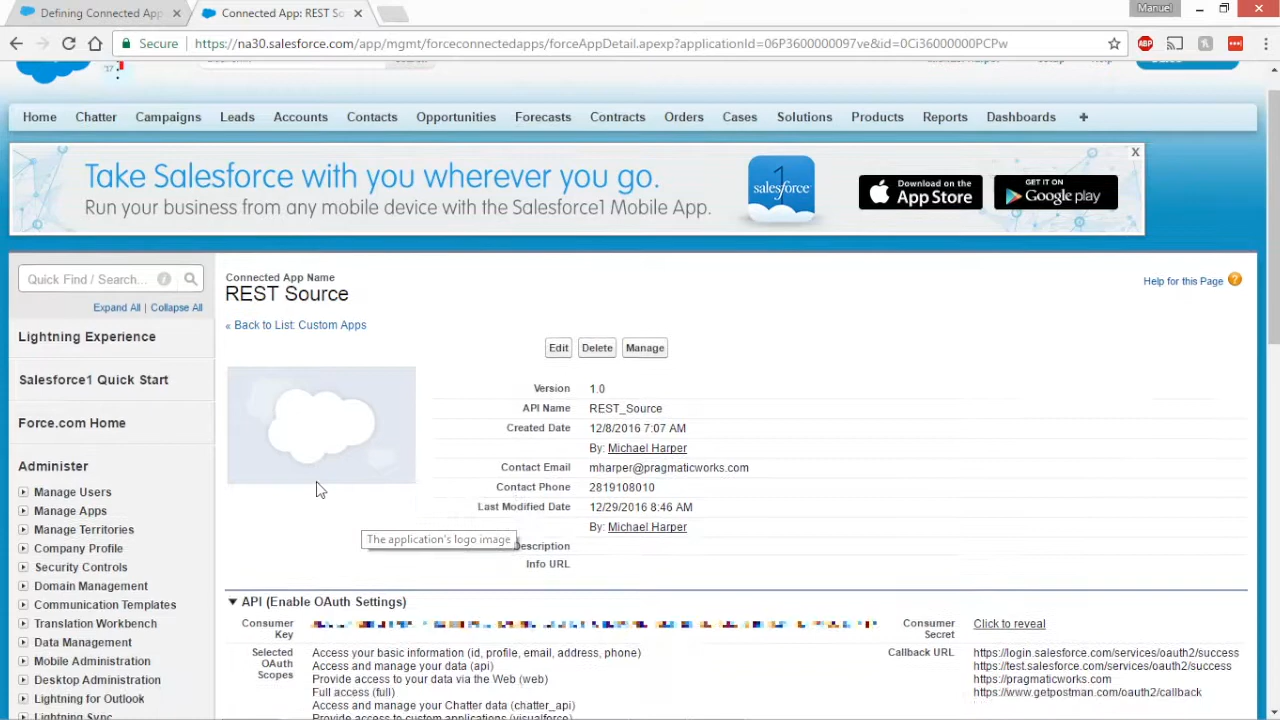 Defining Connected App
Connected App: REST So
Manuel
Secure
https://na30.salesforce.com/app/mgmt/forceconnectedapps/forceAppDetail.apexp?applicationId=06P3600000097ve&id=0Ci36000000PCPw
ABP
'17
Home
Chatter
Campaigns
Leads
Accounts
Contacts
Opportunities
Forecasts
Contracts
Orders
Cases
Solutions
Products
Reports
Dashboards
+
Take Salesforce with you wherever you go.
Run your business from any mobile device with the Salesforce1 Mobile App.
1
salesforce
Download on the
App Store
GET IT ON
Google play
X
Quick Find / Search...
Expand All | Collapse All
Lightning Experience
Salesforce1 Quick Start
Force.com Home
Administer
Manage Users
Manage Apps
Manage Territories
Company Profile
Security Controls
Domain Management
Communication Templates
Translation Workbench
Data Management
Mobile Administration
Desktop Administration
Lightning for Outlook
Lightning Sync
Connected App Name
REST Source
Help for this Page ?
« Back to List: Custom Apps
Edit
Delete
Manage
Version 1.0
API Name REST_Source
Created Date 12/8/2016 7:07 AM
By: Michael Harper
Contact Email mharper@pragmaticworks.com
Contact Phone 2819108010
Last Modified Date 12/29/2016 8:46 AM
By: Michael Harper
The application's logo image
Description
Info URL
API (Enable OAuth Settings)
Consumer
Key
Consumer
Secret
Click to reveal
Selected
OAuth
Scopes
Access your basic information (id, profile, email, address, phone)
Access and manage your data (api)
Provide access to your data via the Web (web)
Full access (full)
Access and manage your Chatter data (chatter_api)
Provide access to custom applications (visualforce)
Callback URL
https://login.salesforce.com/services/oauth2/success
https://test.salesforce.com/services/oauth2/success
https://pragmaticworks.com
https://www.getpostman.com/oauth2/callback